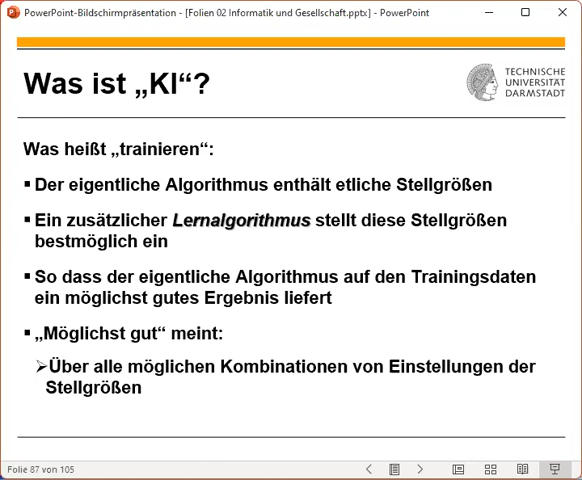 PowerPoint-Bildschirmpräsentation - [Folien 02 Informatik und Gesellschaft.pptx] - PowerPoint
Was ist „KI“?
TECHNISCHE
UNIVERSITÄT
DARMSTADT
Was heißt „trainieren“:
▪ Der eigentliche Algorithmus enthält etliche Stellgrößen
▪ Ein zusätzlicher Lernalgorithmus stellt diese Stellgrößen
bestmöglich ein
▪ So dass der eigentliche Algorithmus auf den Trainingsdaten
ein möglichst gutes Ergebnis liefert
▪ „Möglichst gut“ meint:
➢Über alle möglichen Kombinationen von Einstellungen der
Stellgrößen
Folie 87 von 105